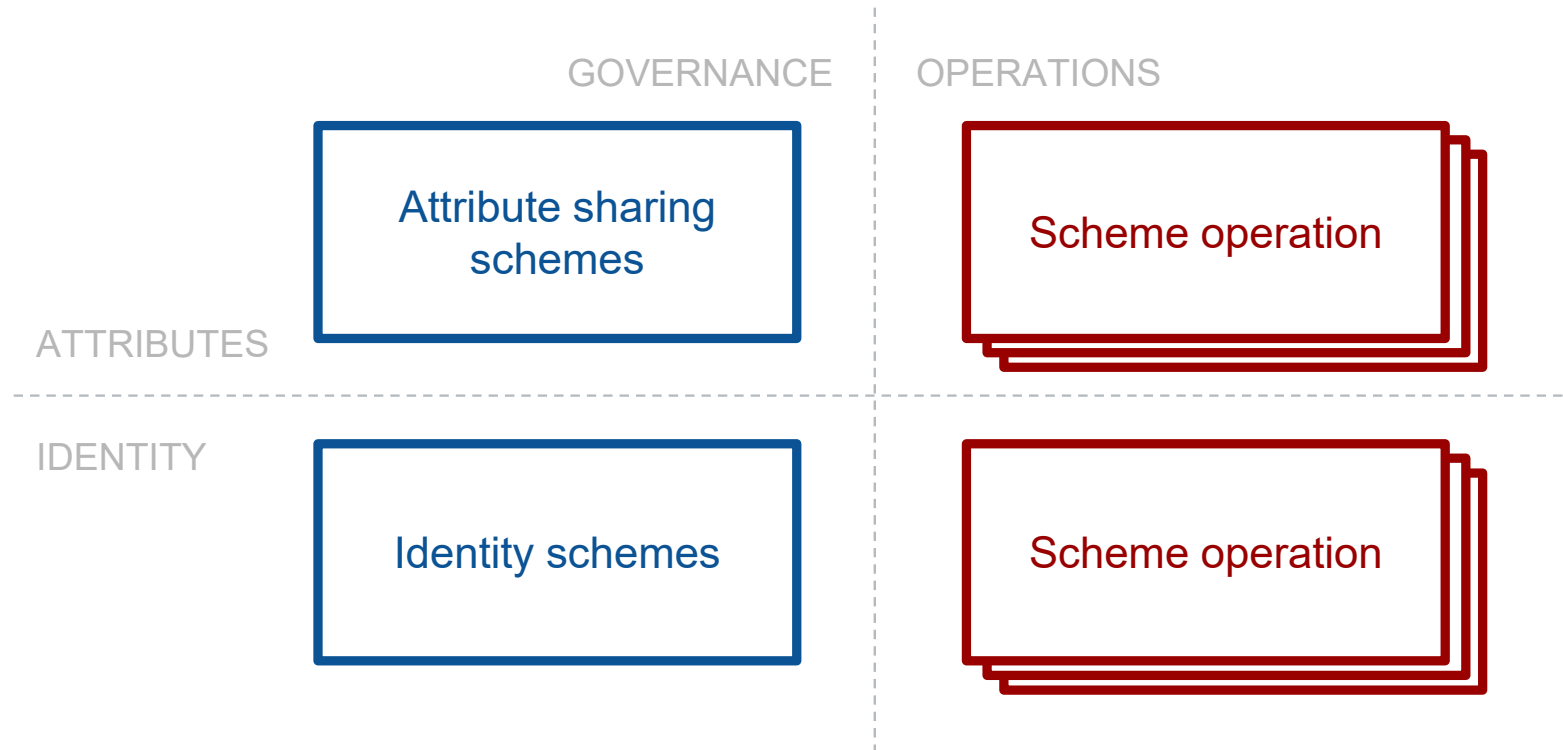 GOVERNANCE
OPERATIONS
Attribute sharing
schemes
Scheme operation
ATTRIBUTES
IDENTITY
Identity schemes
Scheme operation